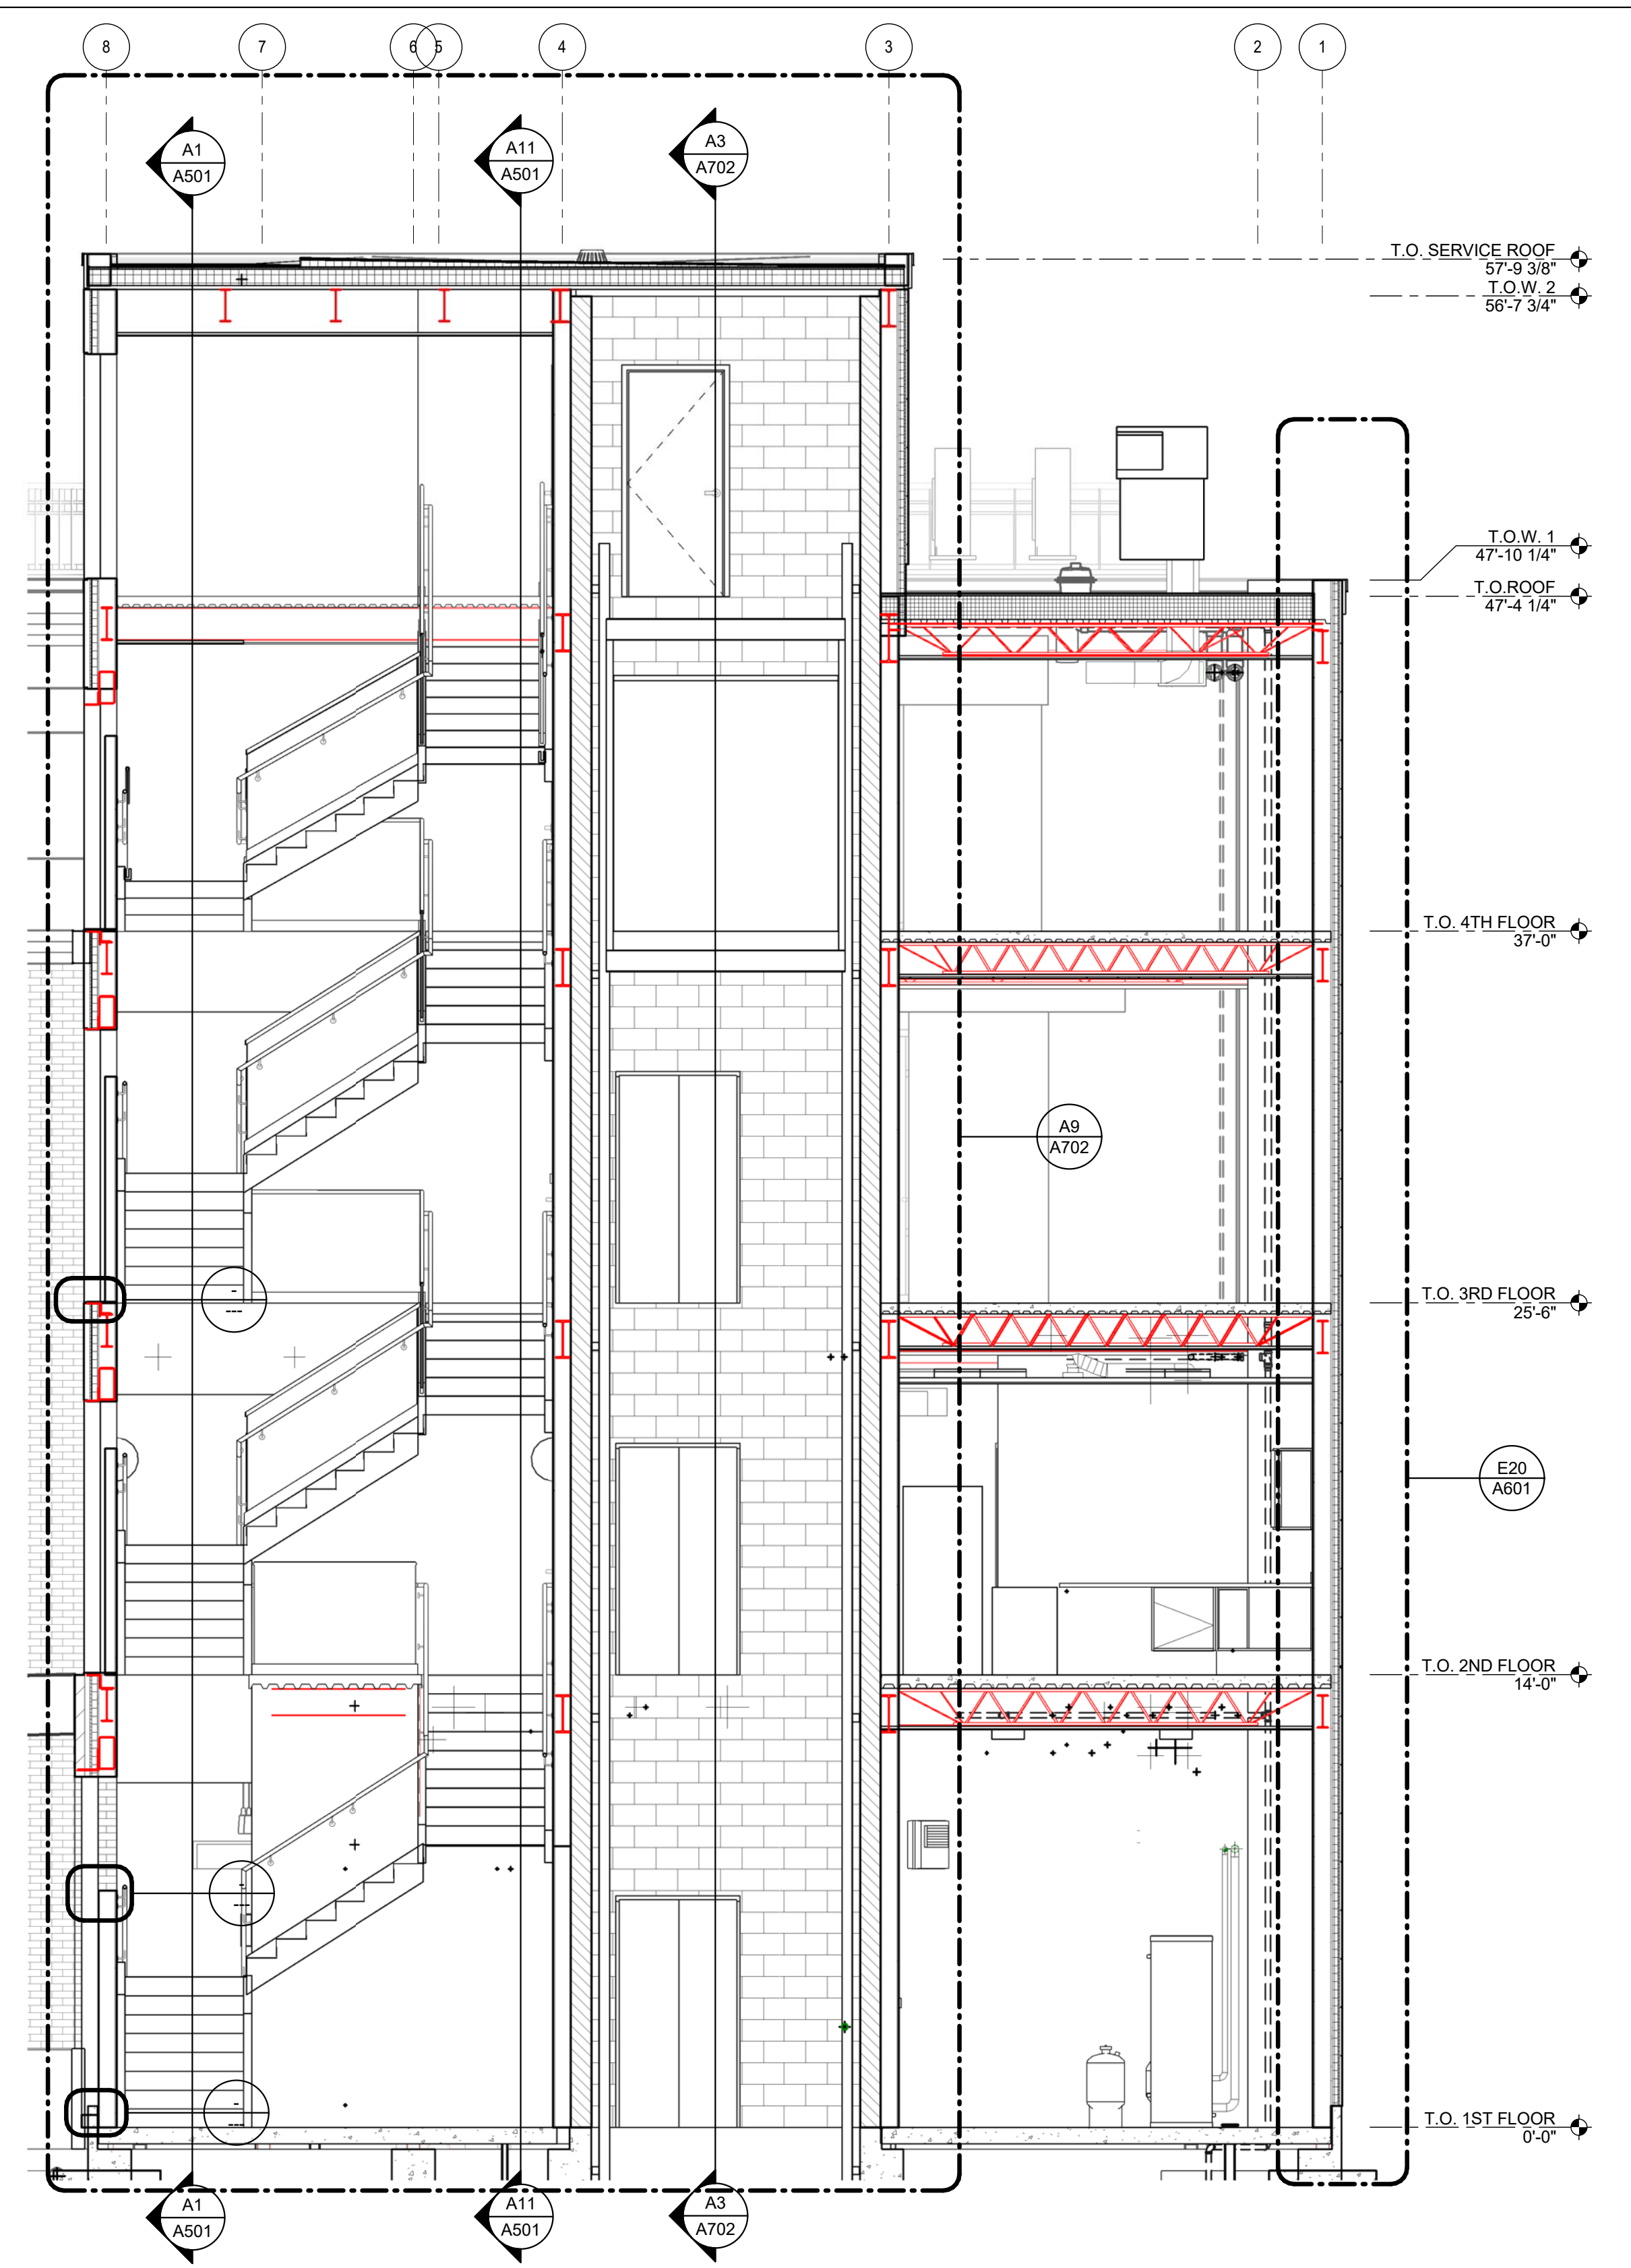 8 7 6 5 4 3 2 1
A1
A501
A11
A501
A3
A702
T.O. SERVICE ROOF
57'-9 3/8"
T.O.W. 2
56'-7 3/4"
T.O.W. 1
47'-10 1/4"
T.O.ROOF
47'-4 1/4"
T.O. 4TH FLOOR
37'-0"
A9
A702
-
---
T.O. 3RD FLOOR
25'-6"
E20
A601
T.O. 2ND FLOOR
14'-0"
-
---
-
---
T.O. 1ST FLOOR
0'-0"
A1
A501
A11
A501
A3
A702